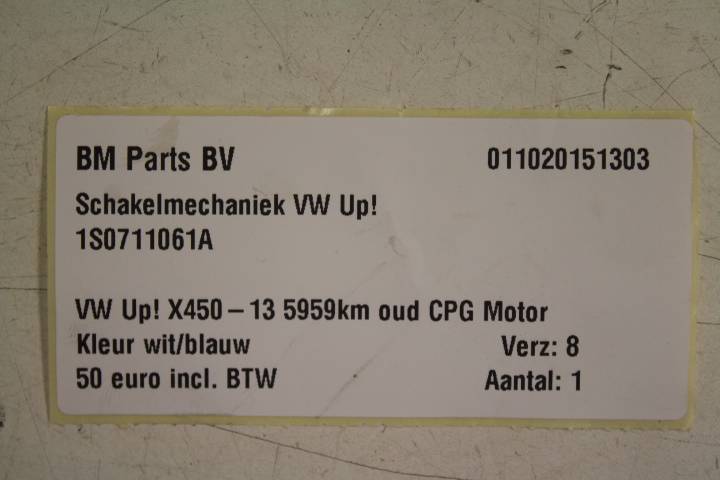 BM Parts BV 011020151303
Schakelmechaniek VW Up!
1S0711061A
VW Up! X450 – 13 5959km oud CPG Motor
Kleur wit/blauw Verz: 8
50 euro incl. BTW Aantal: 1